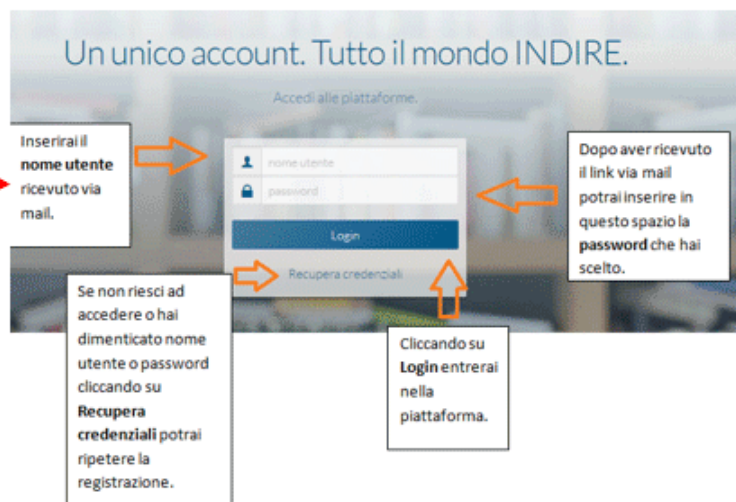 Un unico account. Tutto il mondo INDIRE.
Accedi alle piattaforme.
Inserirai il
nome utente
ricevuto via
mail.
nome utente
password
Login
Recupera credenziali
Dopo aver ricevuto
il link via mail
potrai inserire in
questo spazio la
password che hai
scelto.
Se non riesci ad
accedere o hai
dimenticato nome
utente o password
cliccando su
Recupera
credenziali potrai
ripetere la
registrazione.
Cliccando su
Login entrerai
nella
piattaforma.